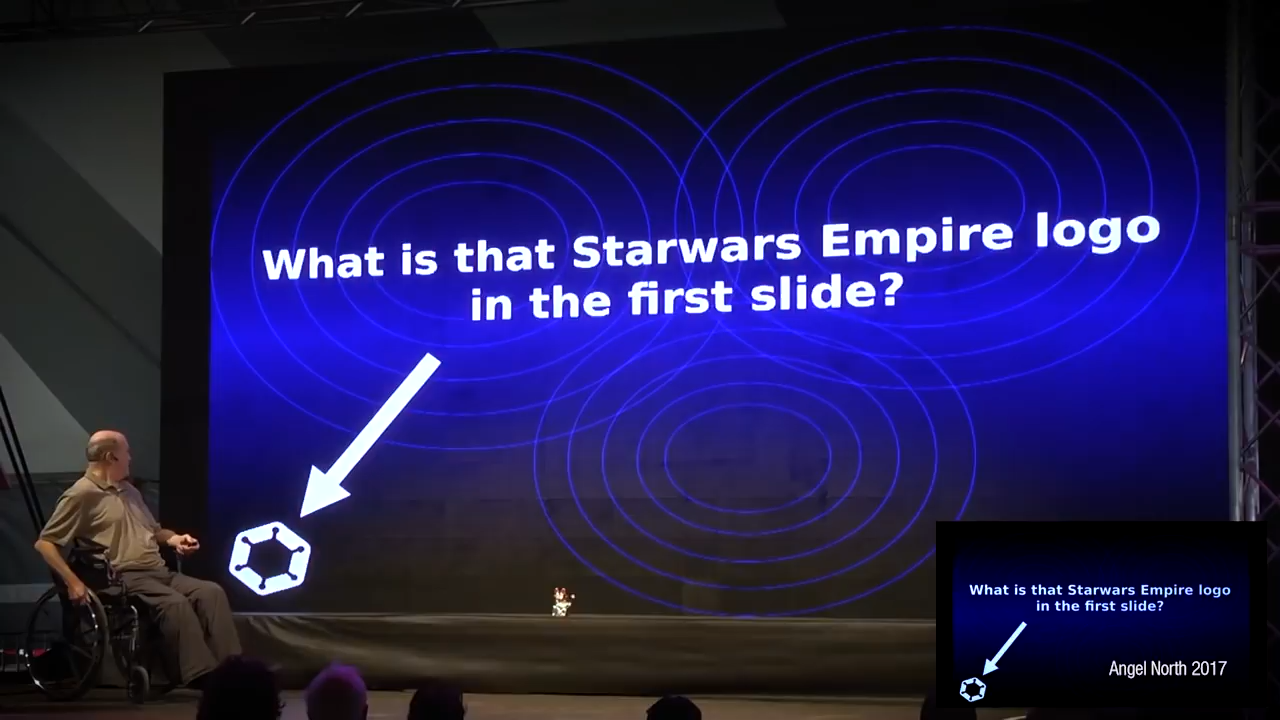 What is that Starwars Empire logo
in the first slide?
What is that Starwars Empire logo
in the first slide?
Angel North 2017